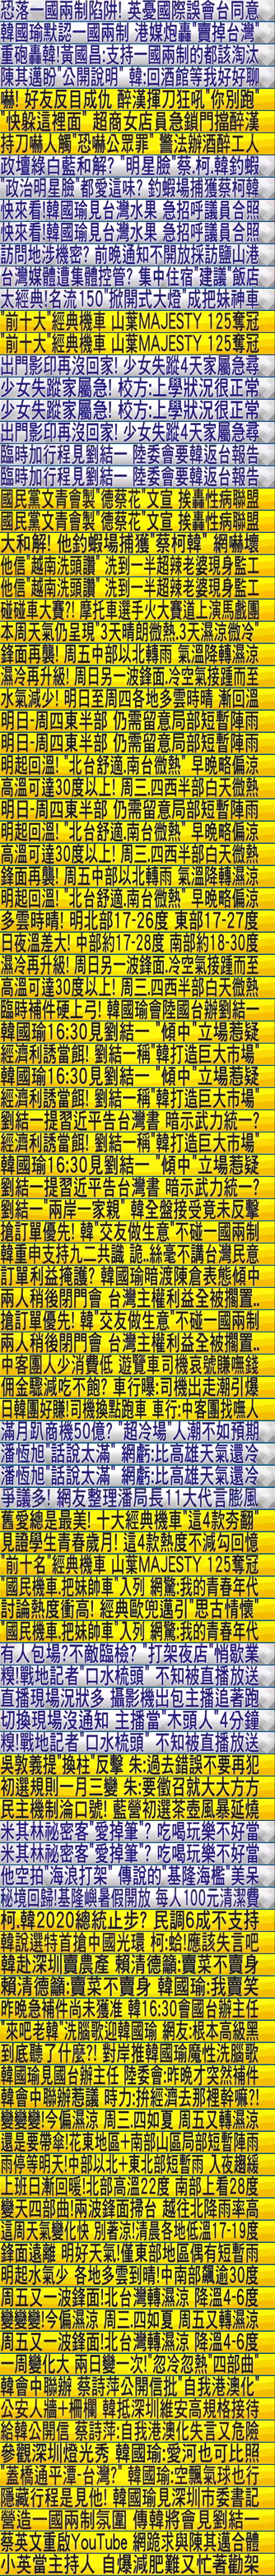 恐落一國兩制陷阱! 英憂國際誤會台同意
韓國瑜默認一國兩制 港媒炮轟"賣掉台灣"
重砲轟韓!黃國昌:支持一國兩制的都該淘汰
陳其邁盼"公開說明" 韓:回酒館等我好好聊
嚇! 好友反目成仇 醉漢揮刀狂吼"你別跑"
"快躲這裡面" 超商女店員急鎖門擋醉漢
持刀嚇人觸"恐嚇公眾罪" 警法辦酒醉工人
政壇綠白藍和解? "明星臉"蔡.柯.韓釣蝦
"政治明星臉"都愛這味? 釣蝦場捕獲蔡柯韓
快來看!韓國瑜見台灣水果 急招呼議員合照
快來看!韓國瑜見台灣水果 急招呼議員合照
訪問地涉機密? 前晚通知不開放採訪鹽山港
台灣媒體遭集體控管? 集中住宿"建議"飯店
太經典!名流150"掀開式大燈"成把妹神車
"前十大"經典機車 山葉MAJESTY 125奪冠
"前十大"經典機車 山葉MAJESTY 125奪冠
出門影印再沒回家! 少女失蹤4天家屬急尋
少女失蹤家屬急! 校方:上學狀況很正常
少女失蹤家屬急! 校方:上學狀況很正常
出門影印再沒回家! 少女失蹤4天家屬急尋
臨時加行程見劉結一 陸委會要韓返台報告
臨時加行程見劉結一 陸委會要韓返台報告
國民黨文青會製"德蔡花"文宣 挨轟性病聯盟
國民黨文青會製"德蔡花"文宣 挨轟性病聯盟
大和解! 他釣蝦場捕獲"蔡柯韓" 網嚇壞
他信"越南洗頭讚" 洗到一半超辣老婆現身監工
他信"越南洗頭讚" 洗到一半超辣老婆現身監工
碰碰車大賽?! 摩托車選手火大賽道上演馬戲團
本周天氣仍呈現"3天晴朗微熱.3天濕涼微冷"
鋒面再襲! 周五中部以北轉雨 氣溫降轉濕涼
濕冷再升級! 周日另一波鋒面.冷空氣接踵而至
水氣減少! 明日至周四各地多雲時晴 漸回溫
明日-周四東半部 仍需留意局部短暫陣雨
明日-周四東半部 仍需留意局部短暫陣雨
明起回溫! "北台舒適.南台微熱" 早晚略偏涼
高溫可達30度以上! 周三.四西半部白天微熱
明日-周四東半部 仍需留意局部短暫陣雨
明起回溫! "北台舒適.南台微熱" 早晚略偏涼
高溫可達30度以上! 周三.四西半部白天微熱
鋒面再襲! 周五中部以北轉雨 氣溫降轉濕涼
明起回溫! "北台舒適.南台微熱" 早晚略偏涼
多雲時晴! 明北部17-26度 東部17-27度
日夜溫差大! 中部約17-28度 南部約18-30度
濕冷再升級! 周日另一波鋒面.冷空氣接踵而至
高溫可達30度以上! 周三.四西半部白天微熱
臨時補件硬上弓! 韓國瑜會陸國台辦劉結一
韓國瑜16:30見劉結一 "傾中"立場惹疑
經濟利誘當餌! 劉結一稱"韓打造巨大市場"
韓國瑜16:30見劉結一 "傾中"立場惹疑
經濟利誘當餌! 劉結一稱"韓打造巨大市場"
劉結一提習近平告台灣書 暗示武力統一?
經濟利誘當餌! 劉結一稱"韓打造巨大市場"
韓國瑜16:30見劉結一 "傾中"立場惹疑
劉結一提習近平告台灣書 暗示武力統一?
劉結一"兩岸一家親" 韓全盤接受竟未反擊
搶訂單優先! 韓"交友做生意"不碰一國兩制
韓重申支持九二共識 詭..絲毫不講台灣民意
訂單利益掩護? 韓國瑜暗渡陳倉表態傾中
兩人稍後閉門會 台灣主權利益全被擱置..
搶訂單優先! 韓"交友做生意"不碰一國兩制
兩人稍後閉門會 台灣主權利益全被擱置..
中客團人少消費低 遊覽車司機哀號賺嘸錢
佣金驟減吃不飽? 車行曝:司機出走潮引爆
日韓團好賺!司機換點跑車 車行:中客團找嘸人
滿月趴商機50億? "超冷場"人潮不如預期
潘恆旭"話說太滿" 網虧:比高雄天氣還冷
潘恆旭"話說太滿" 網虧:比高雄天氣還冷
爭議多! 網友整理潘局長11大代言膨風
舊愛總是最美! 十大經典機車"這4款夯翻"
見證學生青春歲月! 這4款熱度不減勾回憶
"前十名"經典機車 山葉MAJESTY 125奪冠
"國民機車.把妹帥車"入列 網驚:我的青春年代
討論熱度衝高! 經典歐兜邁引"思古情懷"
"國民機車.把妹帥車"入列 網驚:我的青春年代
有人包場?不敵臨檢? "打架夜店"悄歇業
糗!戰地記者"口水梳頭" 不知被直播放送
直播現場況狀多 攝影機出包主播追著跑
切換現場沒通知 主播當"木頭人"4分鐘
糗!戰地記者"口水梳頭" 不知被直播放送
吳敦義提"換柱"反擊 朱:過去錯誤不要再犯
初選規則一月三變 朱:要徵召就大大方方
民主機制淪口號! 藍營初選茶壺風暴延燒
米其林祕密客"愛掉筆"? 吃喝玩樂不好當
米其林祕密客"愛掉筆"? 吃喝玩樂不好當
他空拍"海浪打架" 傳說的"基隆海檻"美呆
秘境回歸!基隆嶼暑假開放 每人100元清潔費
柯.韓2020總統止步? 民調6成不支持
韓說選特首搶中國光環 柯:蛤!應該失言吧
韓赴深圳賣農產 賴清德籲:賣菜不賣身
賴清德籲:賣菜不賣身 韓國瑜:我賣笑
昨晚急補件尚未獲准 韓16:30會國台辦主任
"來吧老韓"洗腦歌迎韓國瑜 網友:根本高級黑
到底聽了什麼?! 對岸推韓國瑜魔性洗腦歌
韓國瑜見國台辦主任 陸委會:昨晚才突然補件
韓會中聯辦惹議 時力:拚經濟去那裡幹嘛?!
變變變!今偏濕涼 周三.四如夏 周五又轉濕涼
還是要帶傘!花東地區+南部山區局部短暫陣雨
雨停等明天!中部以北+東北部短暫雨 入夜趨緩
上班日漸回暖!北部高溫22度 南部上看28度
變天四部曲!兩波鋒面掃台 越往北降雨率高
這周天氣變化快 別著涼!清晨各地低溫17-19度
鋒面遠離 明好天氣!僅東部地區偶有短暫雨
明起水氣少 各地多雲到晴!中南部飆逾30度
周五又一波鋒面!北台灣轉濕涼 降溫4-6度
變變變!今偏濕涼 周三.四如夏 周五又轉濕涼
周五又一波鋒面!北台灣轉濕涼 降溫4-6度
一周變化大 兩日變一次!"忽冷忽熱"四部曲"
韓會中聯辦 蔡詩萍公開信批"自我港澳化"
公安人牆+柵欄 韓抵深圳維安高規格接待
給韓公開信 蔡詩萍:自我港澳化失言又危險
參觀深圳燈光秀 韓國瑜:愛河也可比照
"蓋橋通平潭-台灣?" 韓國瑜:空飄氣球也行
隱藏行程是見他! 韓國瑜見深圳市委書記
營造一國兩制氛圍 傳韓將會見劉結一
蔡英文重啟YouTube 網跪求與陳其邁合體
小英當主持人 自爆減肥難又忙著勸架